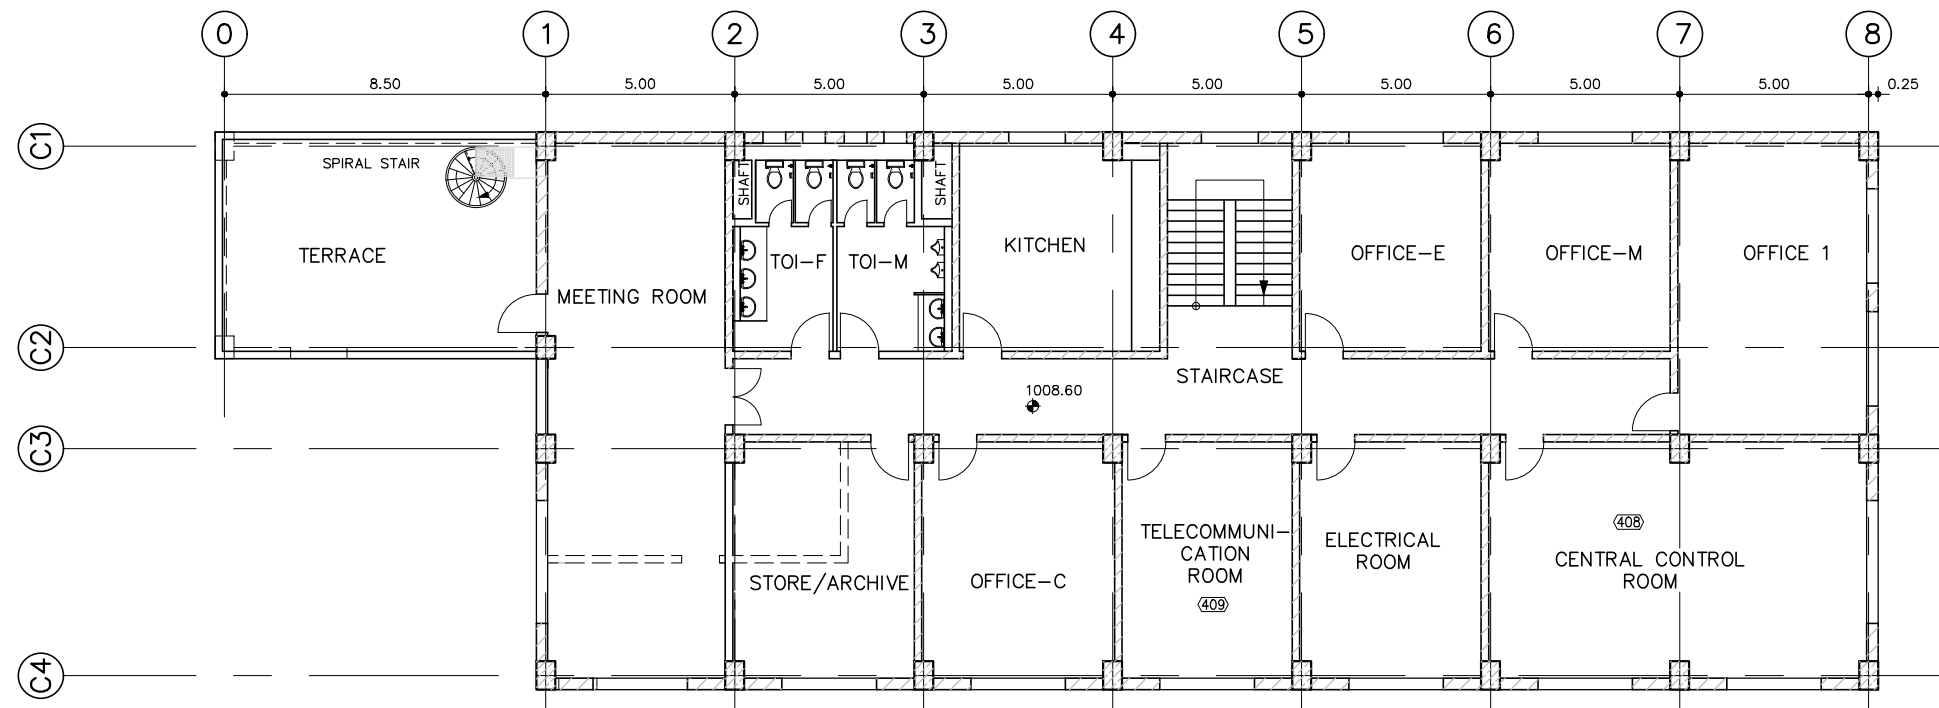 0 1 2 3 4 5 6 7 8
8.50 5.00 5.00 5.00 5.00 5.00 5.00 5.00 0.25
C1
SPIRAL STAIR
SHAFT
SHAFT
TERRACE
MEETING ROOM
TOI-F
TOI-M
KITCHEN
OFFICE-E
OFFICE-M
OFFICE 1
C2
STAIRCASE
1008.60
C3
STORE/ARCHIVE
OFFICE-C
TELECOMMUNI-
CATION
ROOM
409
ELECTRICAL
ROOM
408
CENTRAL CONTROL
ROOM
C4